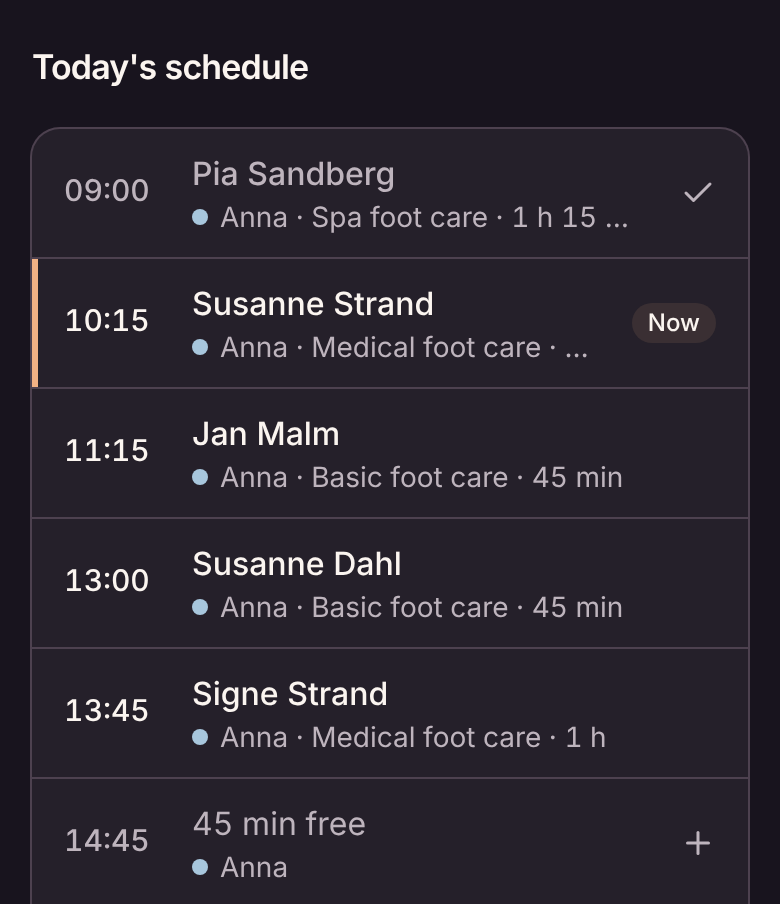 Today's schedule
09:00
Pia Sandberg
Anna · Spa foot care · 1 h 15 ...
10:15
Susanne Strand
Anna · Medical foot care · ...
Now
11:15
Jan Malm
Anna · Basic foot care · 45 min
13:00
Susanne Dahl
Anna · Basic foot care · 45 min
13:45
Signe Strand
Anna · Medical foot care · 1 h
14:45
45 min free
Anna